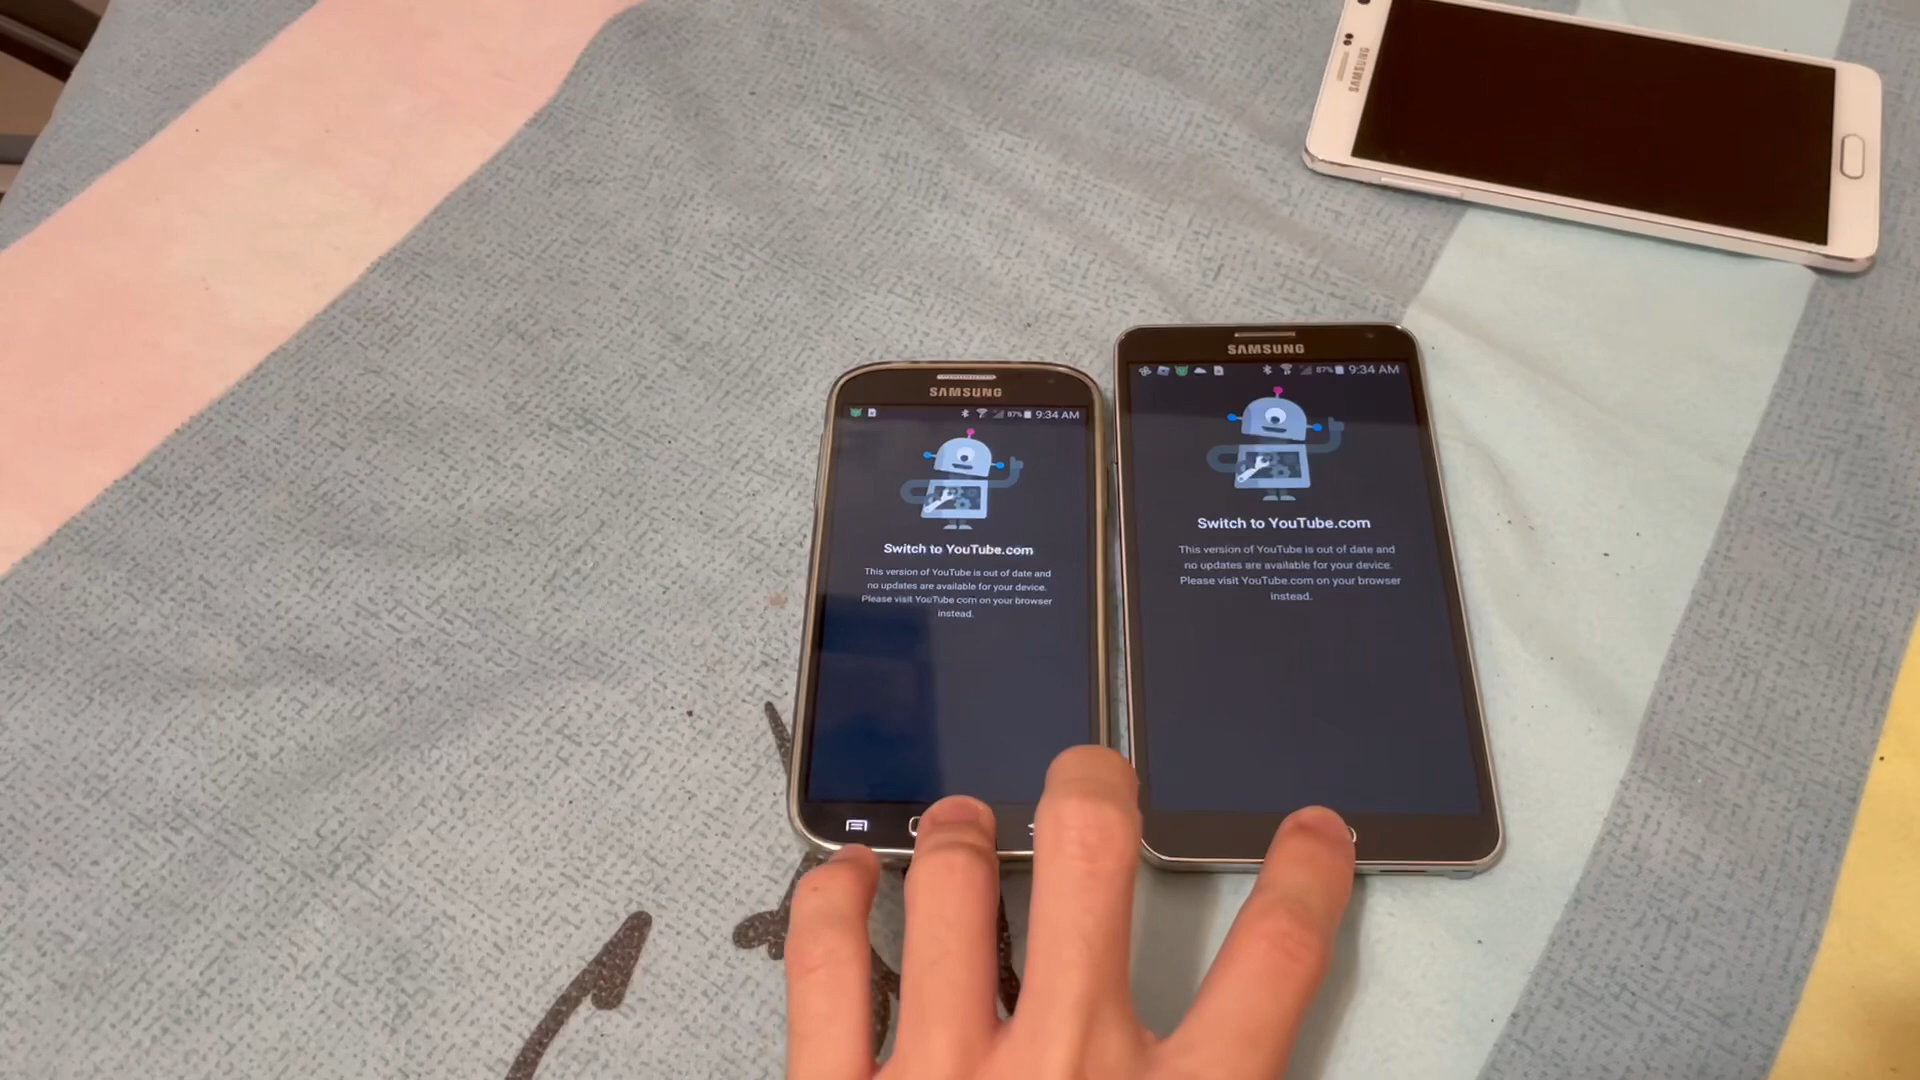 SAMSUNG
SAMSUNG
87% 9:34 AM
Switch to YouTube.com
This version of YouTube is out of date and
no updates are available for your device.
Please visit YouTube.com on your browser
instead.
SAMSUNG
87% 9:34 AM
Switch to YouTube.com
This version of YouTube is out of date and
no updates are available for your device.
Please visit YouTube.com on your browser
instead.